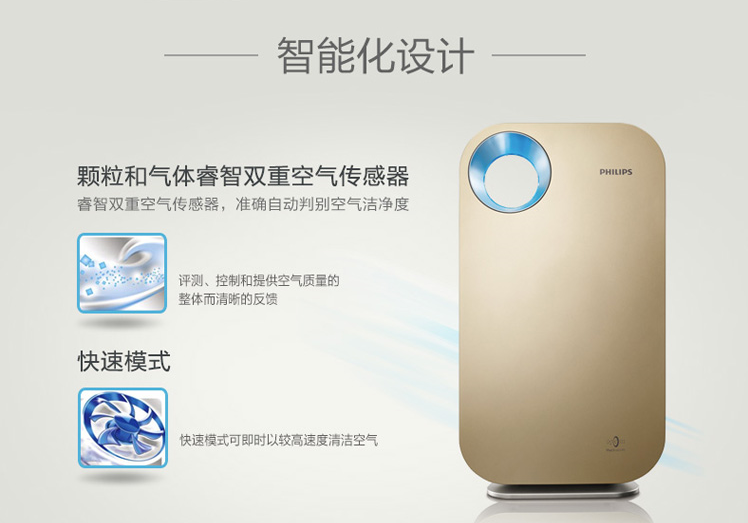 智能化设计
颗粒和气体睿智双重空气传感器
睿智双重空气传感器，准确自动判别空气洁净度
PHILIPS
评测、控制和提供空气质量的
整体而清晰的反馈
快速模式
快速模式可即时以较高速度清洁空气